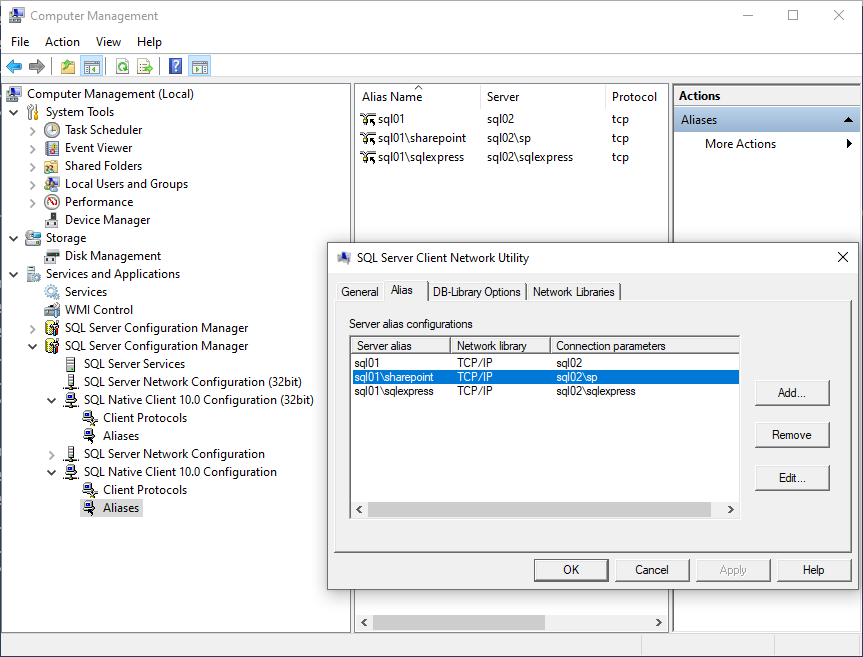 Computer Management
File Action View Help
Computer Management (Local)
System Tools
Task Scheduler
Event Viewer
Shared Folders
Local Users and Groups
Performance
Device Manager
Storage
Disk Management
Services and Applications
Services
WMI Control
SQL Server Configuration Manager
SQL Server Configuration Manager
SQL Server Services
SQL Server Network Configuration (32bit)
SQL Native Client 10.0 Configuration (32bit)
Client Protocols
Aliases
SQL Server Network Configuration
SQL Native Client 10.0 Configuration
Client Protocols
Aliases
Alias Name Server Protocol
sql01 sql02 tcp
sql01\sharepoint sql02\sp tcp
sql01\sqlexpress sql02\sqlexpress tcp
Actions
Aliases
More Actions
SQL Server Client Network Utility
General Alias DB-Library Options Network Libraries
Server alias configurations
Server alias Network library Connection parameters
sql01 TCP/IP sql02
sql01\sharepoint TCP/IP sql02\sp
sql01\sqlexpress TCP/IP sql02\sqlexpress
Add...
Remove
Edit...
OK Cancel Apply Help